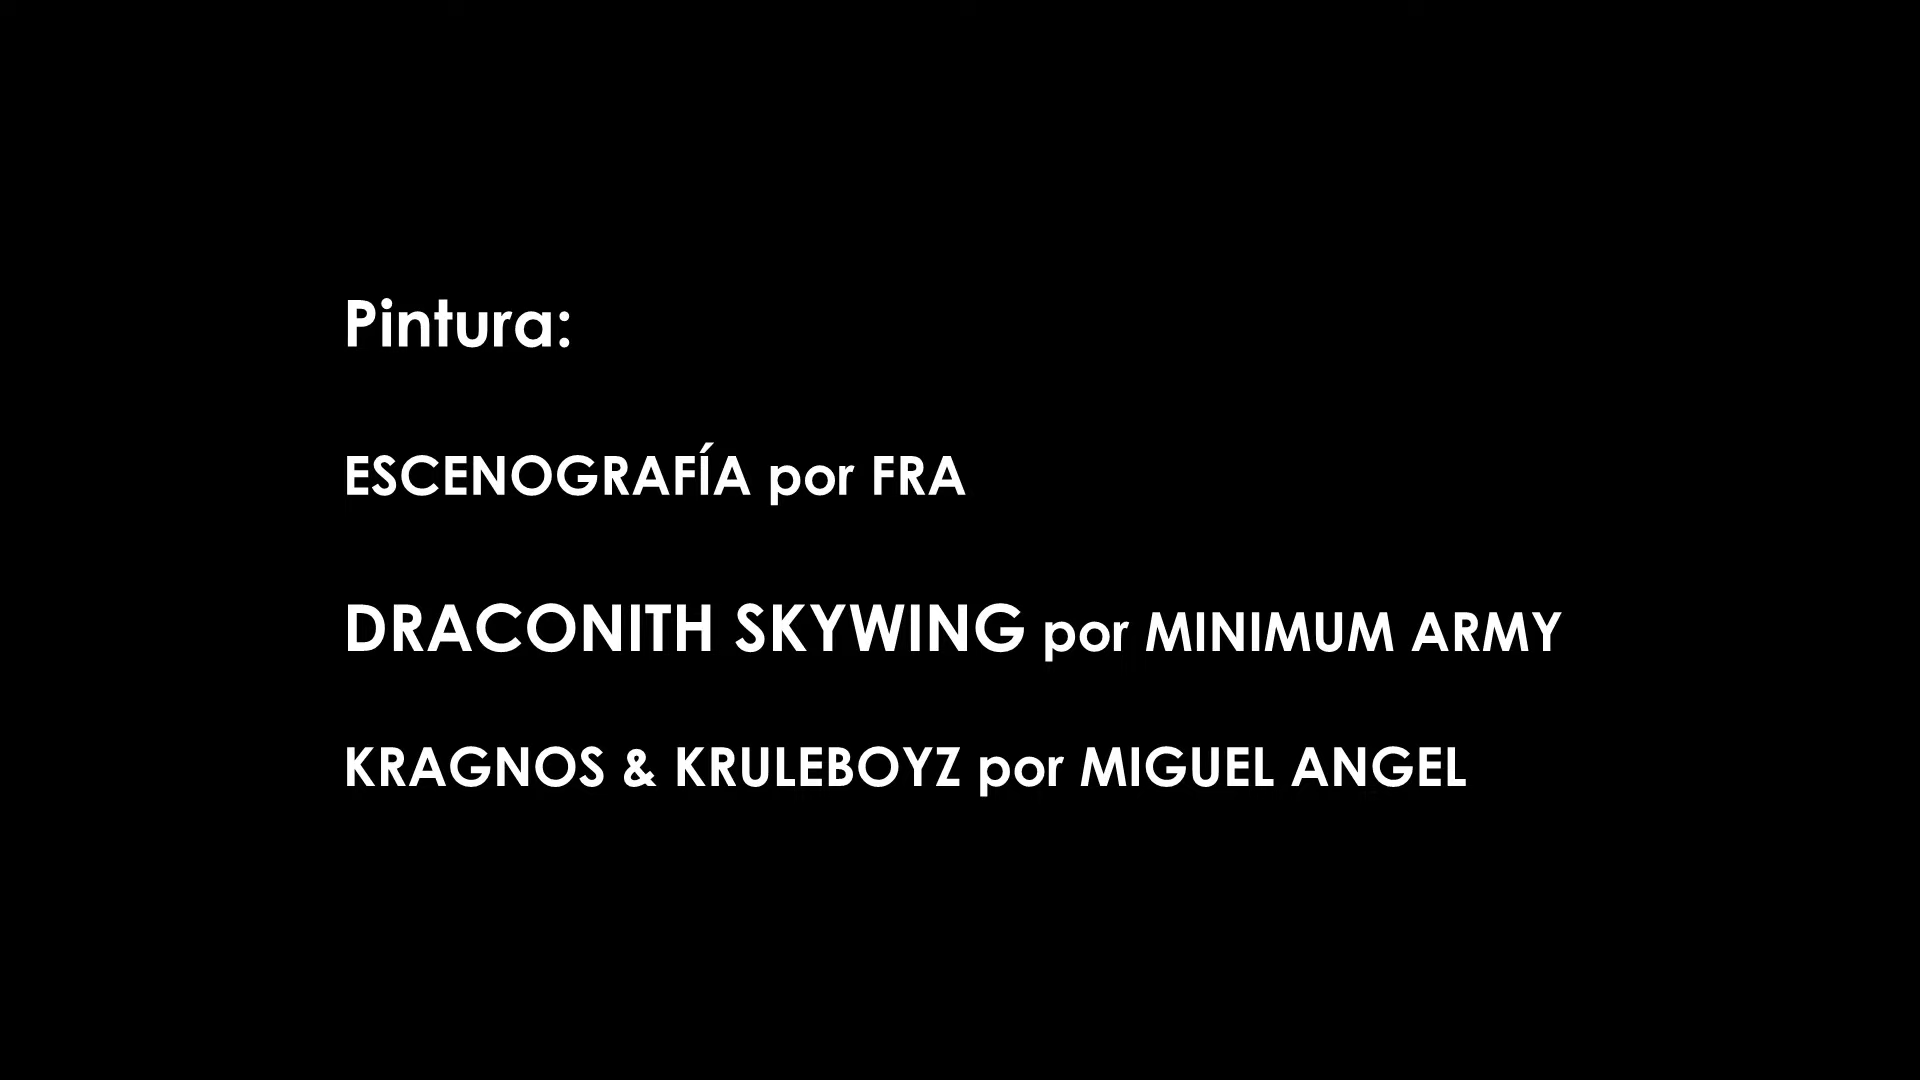 Pintura:
ESCENOGRAFÍA por FRA
DRACONITH SKYWING por MINIMUM ARMY
KRAGNOS & KRULEBOYZ por MIGUEL ANGEL